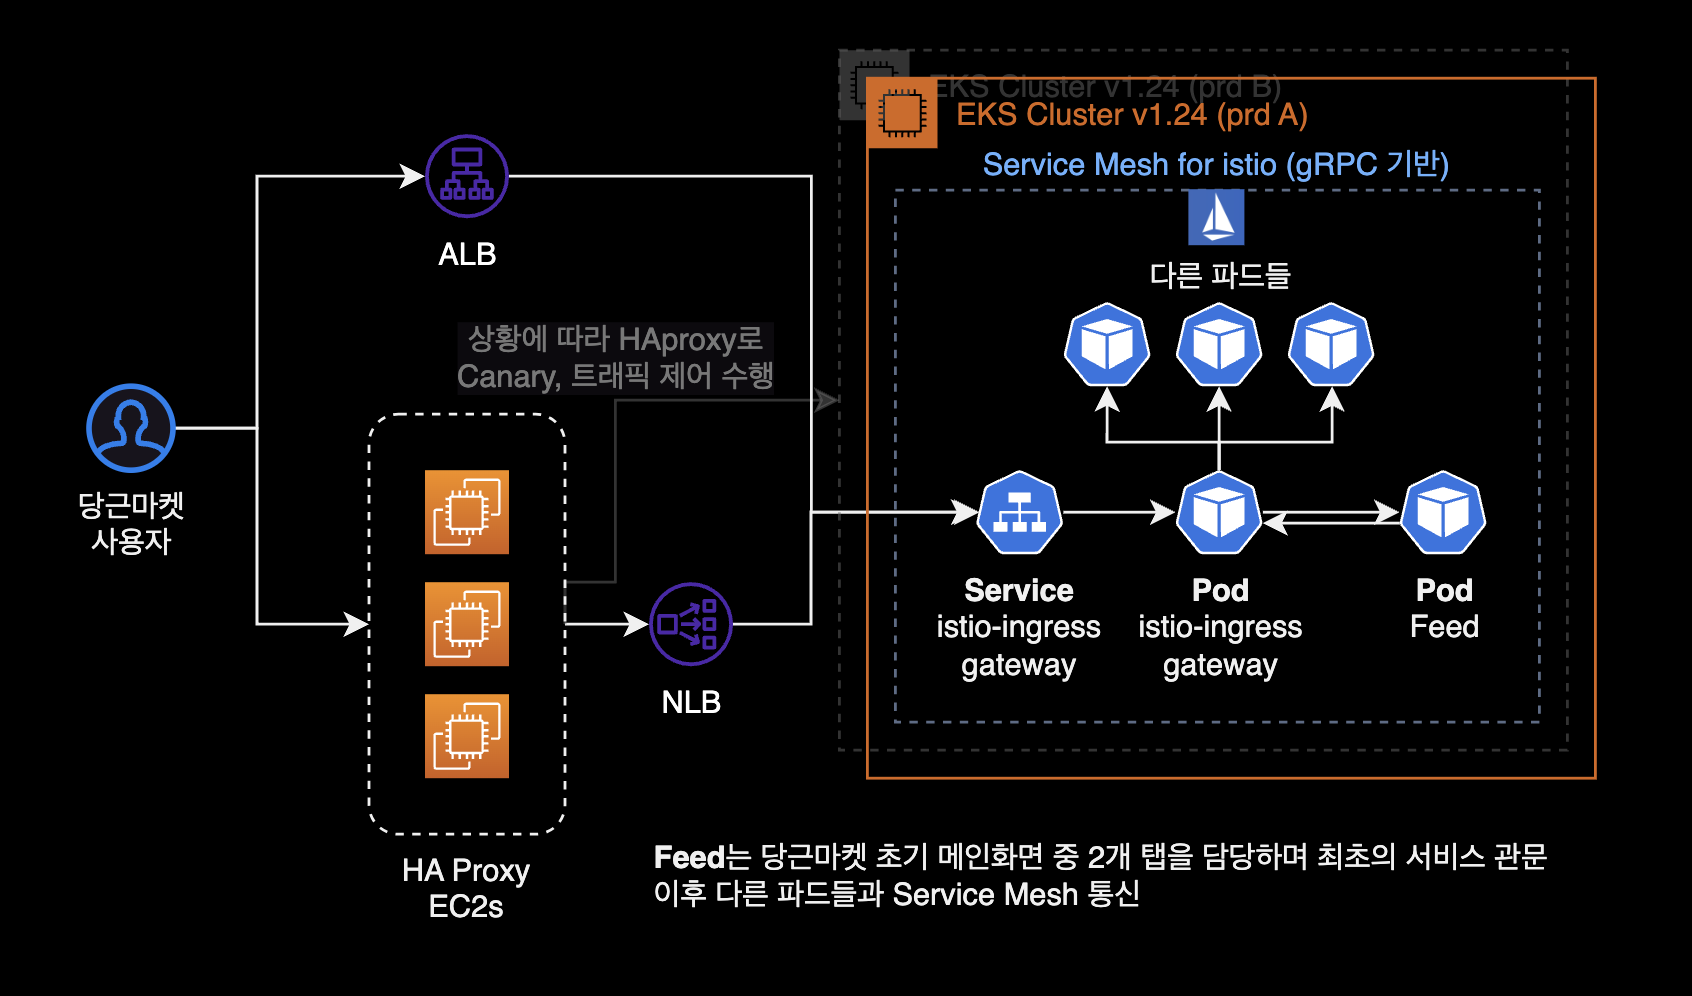 EKS Cluster v1.24 (prd B)
EKS Cluster v1.24 (prd A)
Service Mesh for istio (gRPC 기반)
다른 파드들
ALB
상황에 따라 HAproxy로
Canary, 트래픽 제어 수행
당근마켓
사용자
NLB
Service
istio-ingress
gateway
Pod
istio-ingress
gateway
Pod
Feed
HA Proxy
EC2s
Feed는 당근마켓 초기 메인화면 중 2개 탭을 담당하며 최초의 서비스 관문
이후 다른 파드들과 Service Mesh 통신